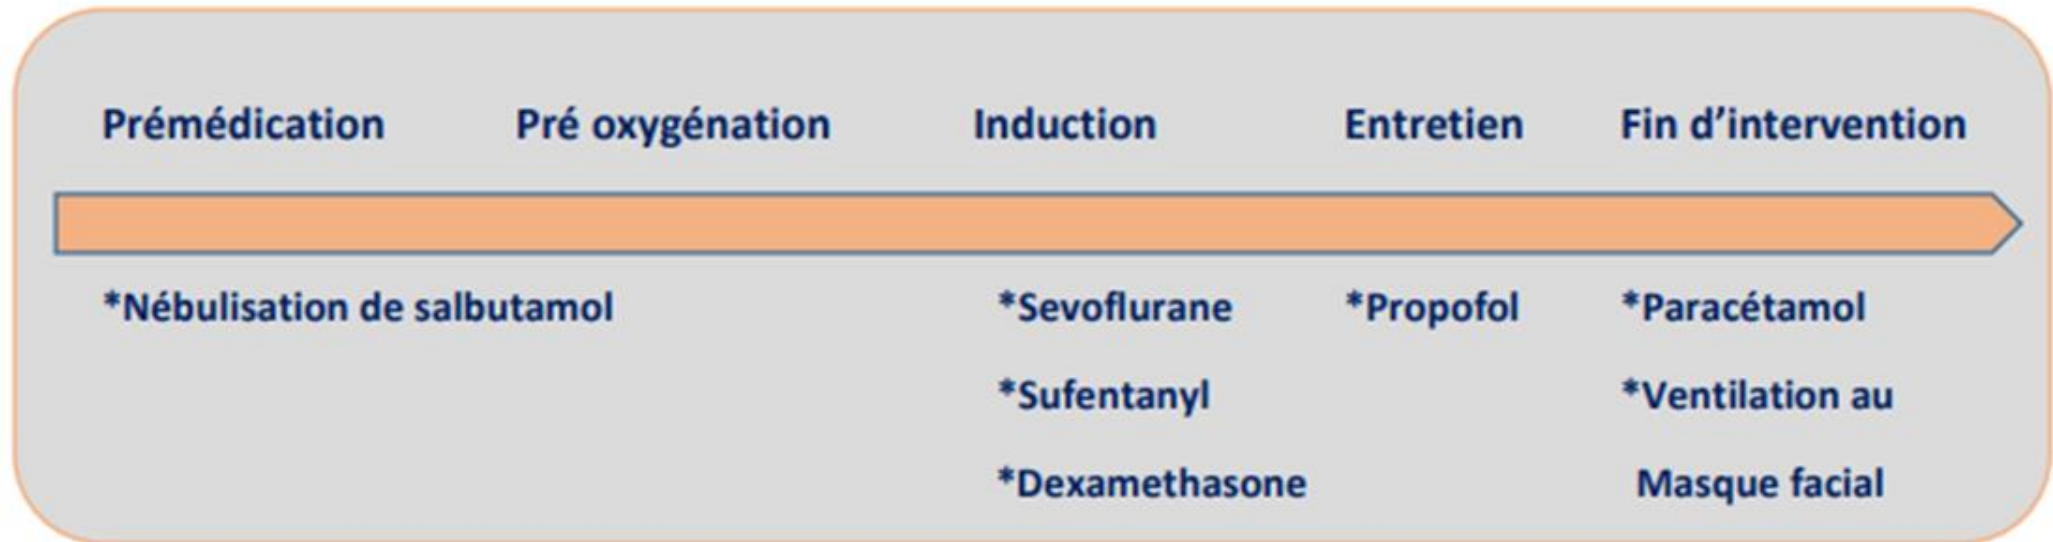 Prémédication Pré oxygénation Induction Entretien Fin d’intervention
*Nébulisation de salbutamol *Sevoflurane *Propofol *Paracétamol
*Sufentanyl *Ventilation au
*Dexamethasone Masque facial